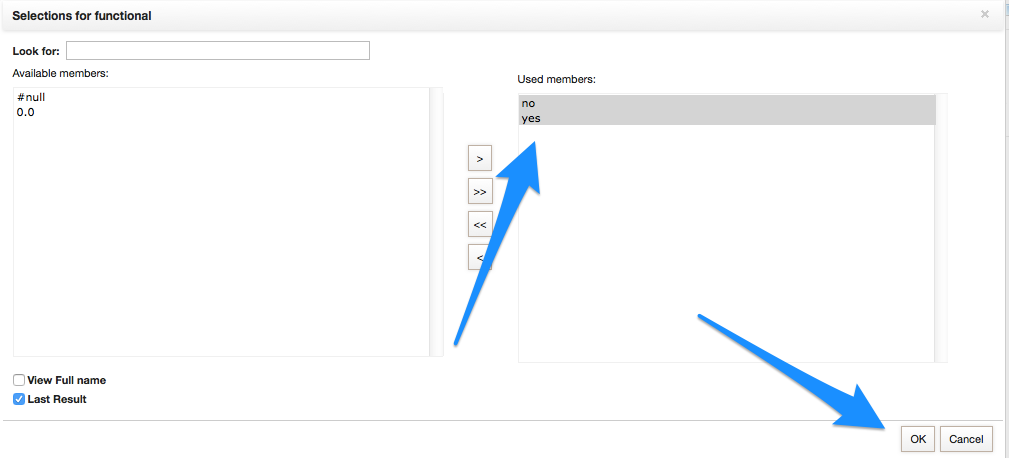 Selections for functional
×
Look for:
Available members:
#null
0.0
>
>>
<<
<
Used members:
no
yes
View Full name
Last Result
OK
Cancel